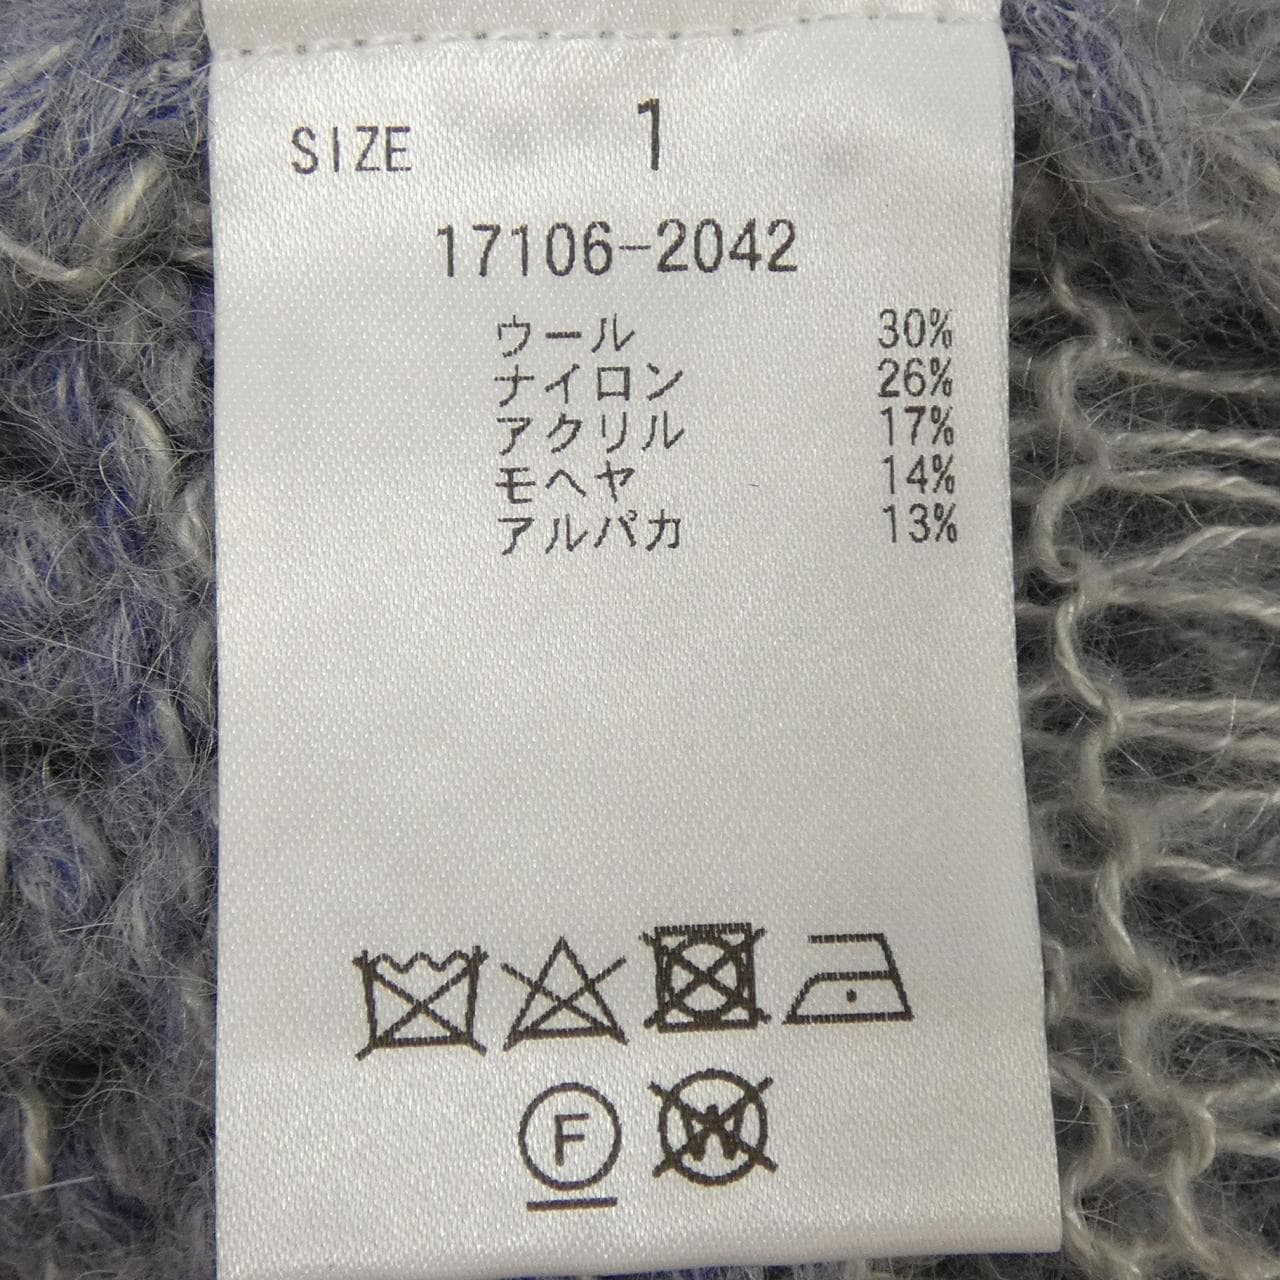 SIZE 1
17106-2042
ウール 30%
ナイロン 26%
アクリル 17%
モヘヤ 14%
アルパカ 13%
F W